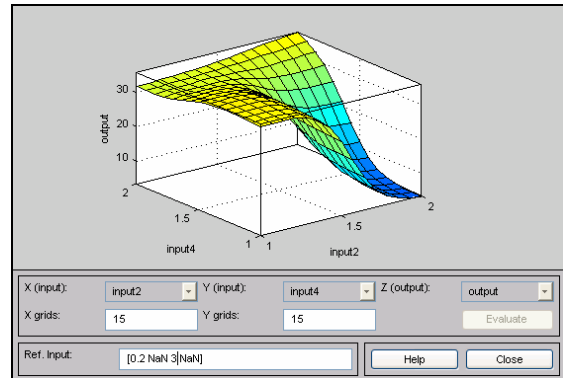 30
20
10
output
2
1.5
1
input4
1
1.5
2
input2
X (input):
input2
Y (input):
input4
Z (output):
output
X grids:
15
Y grids:
15
Evaluate
Ref. Input:
[0.2 NaN 3 NaN]
Help
Close